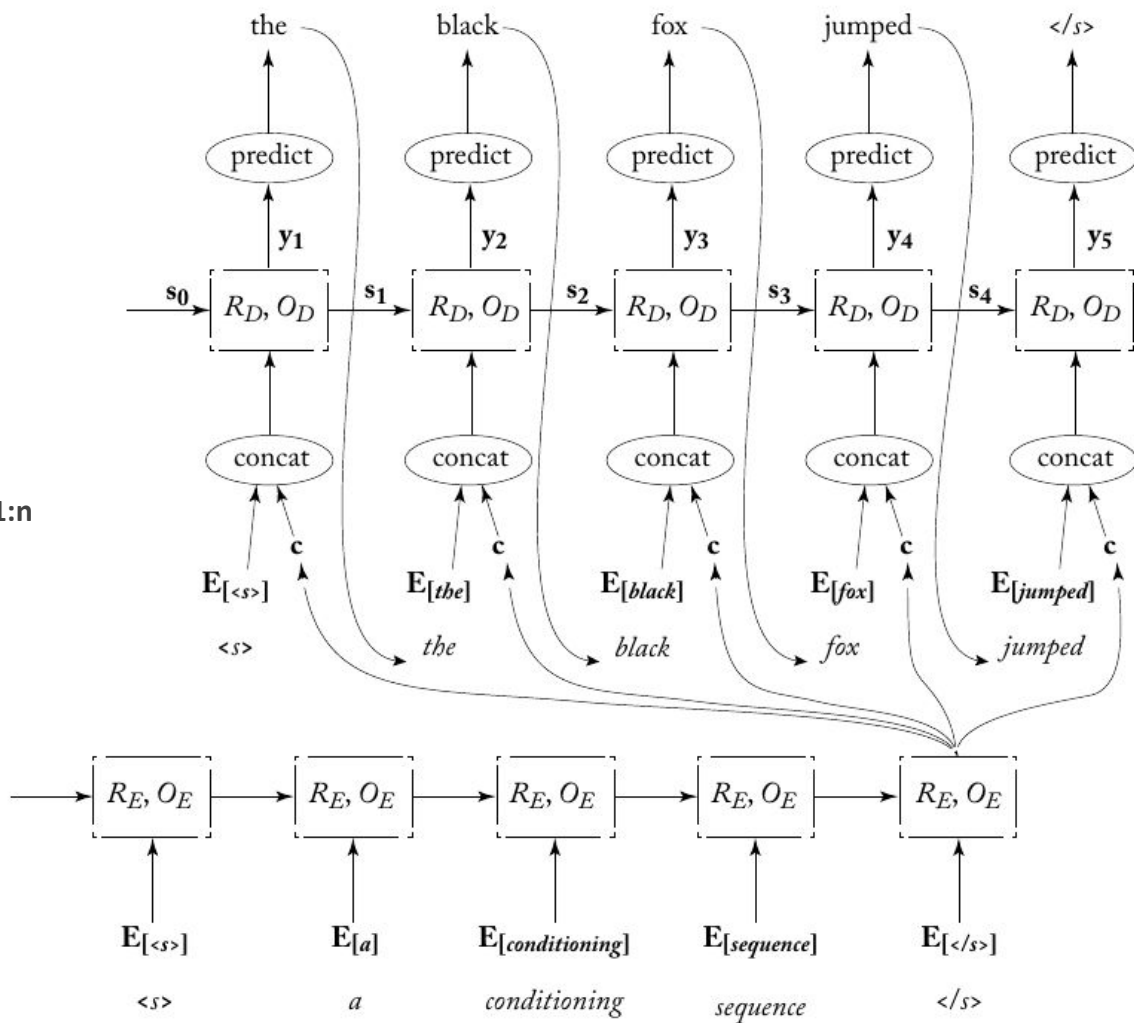 the black fox jumped </s>
predict predict predict predict predict
y1 y2 y3 y4 y5
s0 s1 s2 s3 s4
RD, OD RD, OD RD, OD RD, OD RD, OD
concat concat concat concat concat
1:n
c c c c c
E[<s>] E[the] E[black] E[fox] E[jumped]
<s> the black fox jumped
RE, OE RE, OE RE, OE RE, OE RE, OE
E[<s>] E[a] E[conditioning] E[sequence] E[</s>]
<s> a conditioning sequence </s>